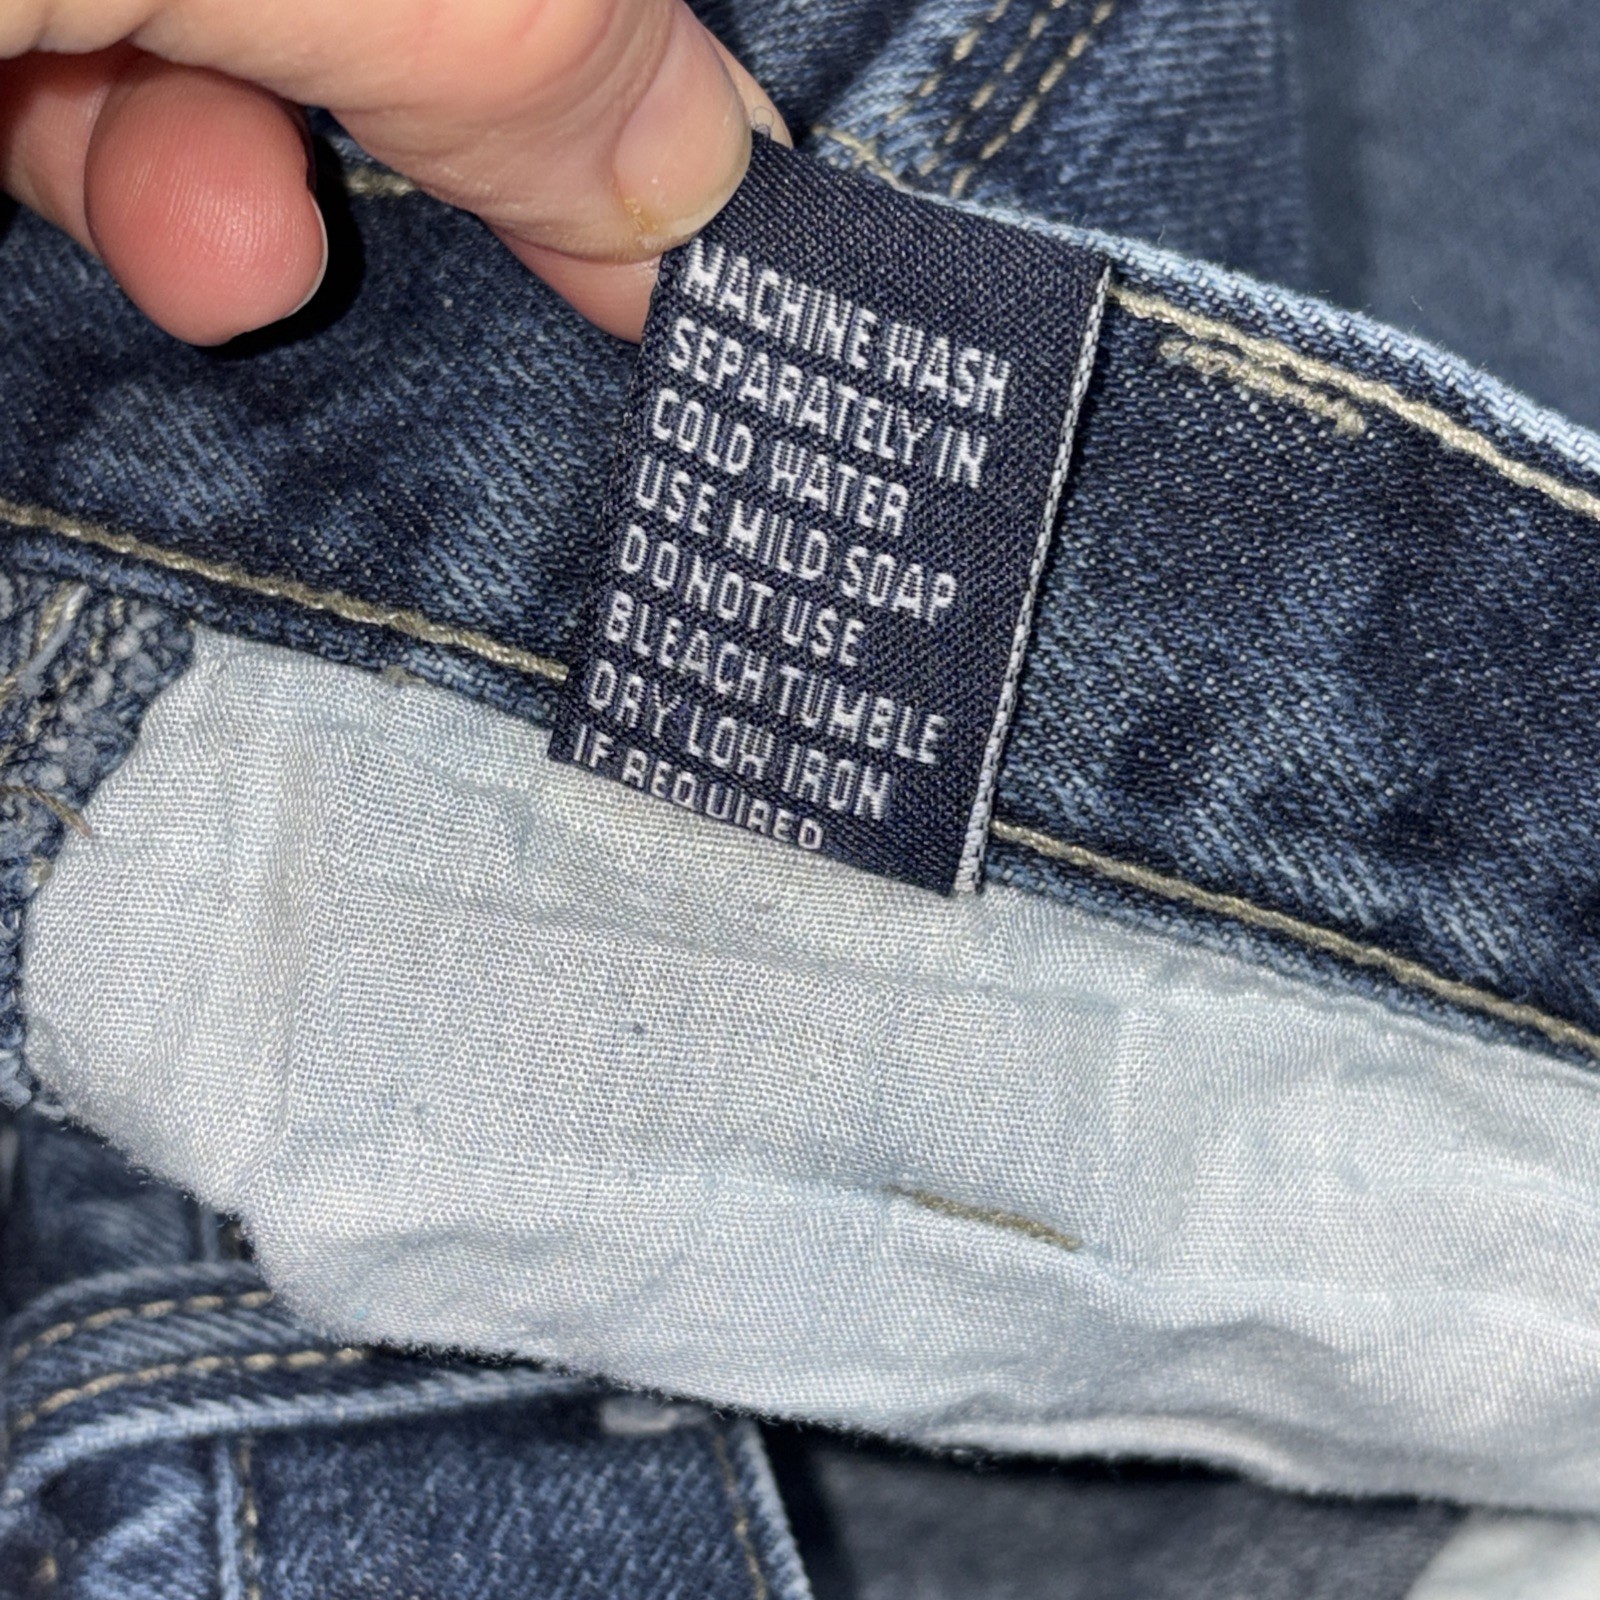 MACHINE WASH
SEPARATELY IN
COLD WATER
USE MILD SOAP
DO NOT USE
BLEACH TUMBLE
DRY LOW IRON
IF REQUIRED